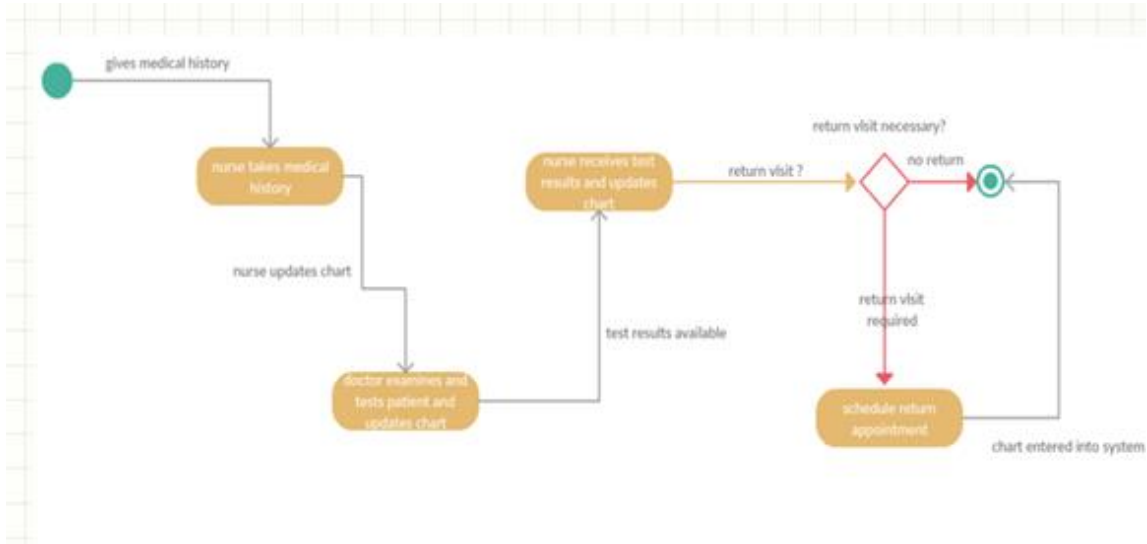 gives medical history
nurse takes medical
history
nurse updates chart
doctor examines and
tests patient and
updates chart
test results available
nurse receives test
results and updates
chart
return visit ?
return visit necessary?
no return
return visit
required
schedule return
appointment
chart entered into system